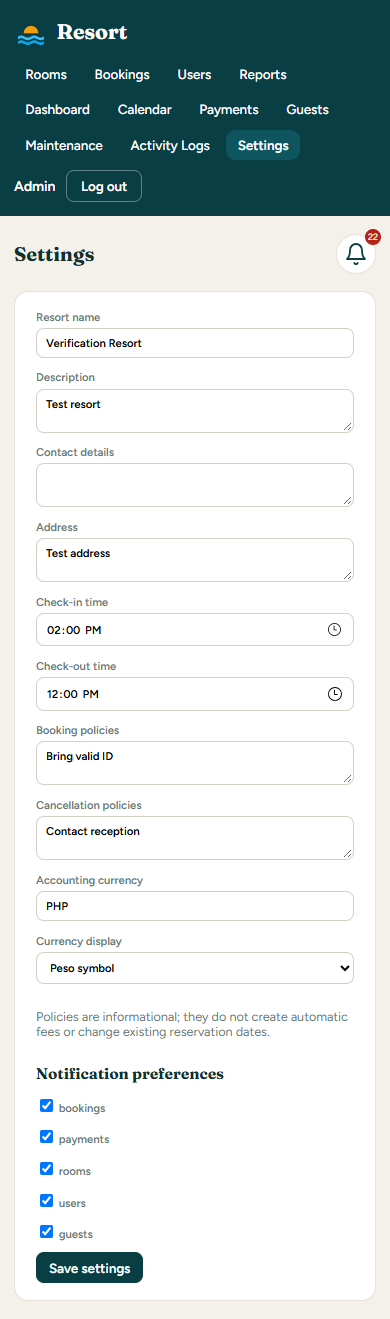 Resort
Rooms Bookings Users Reports
Dashboard Calendar Payments Guests
Maintenance Activity Logs Settings
Admin Log out
Settings
22
Resort name
Verification Resort
Description
Test resort
Contact details
Address
Test address
Check-in time
02:00 PM
Check-out time
12:00 PM
Booking policies
Bring valid ID
Cancellation policies
Contact reception
Accounting currency
PHP
Currency display
Peso symbol
Policies are informational; they do not create automatic
fees or change existing reservation dates.
Notification preferences
bookings
payments
rooms
users
guests
Save settings